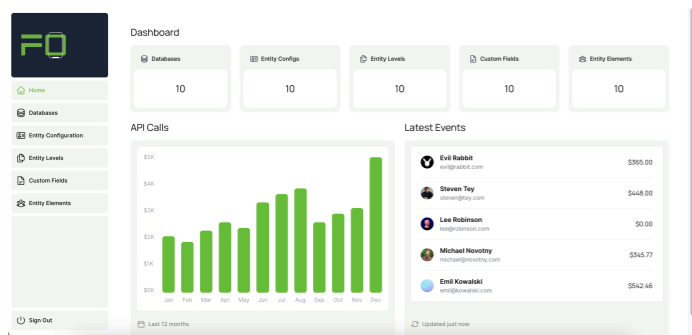 FO
Home
Databases
Entity Configuration
Entity Levels
Custom Fields
Entity Elements
Sign Out
Dashboard
Databases
10
Entity Configs
10
Entity Levels
10
Custom Fields
10
Entity Elements
10
API Calls
$5K
$4K
$3K
$2K
$1K
$0K
Jan Feb Mar Apr May Jun Jul Aug Sep Oct Nov Dec
Last 12 months
Latest Events
Evil Rabbit
evil@rabbit.com
$365.00
Steven Tey
steven@tey.com
$448.00
Lee Robinson
lee@robinson.com
$0.00
Michael Novotny
michael@novotny.com
$345.77
Emil Kowalski
emil@kowalski.com
$542.46
Updated just now